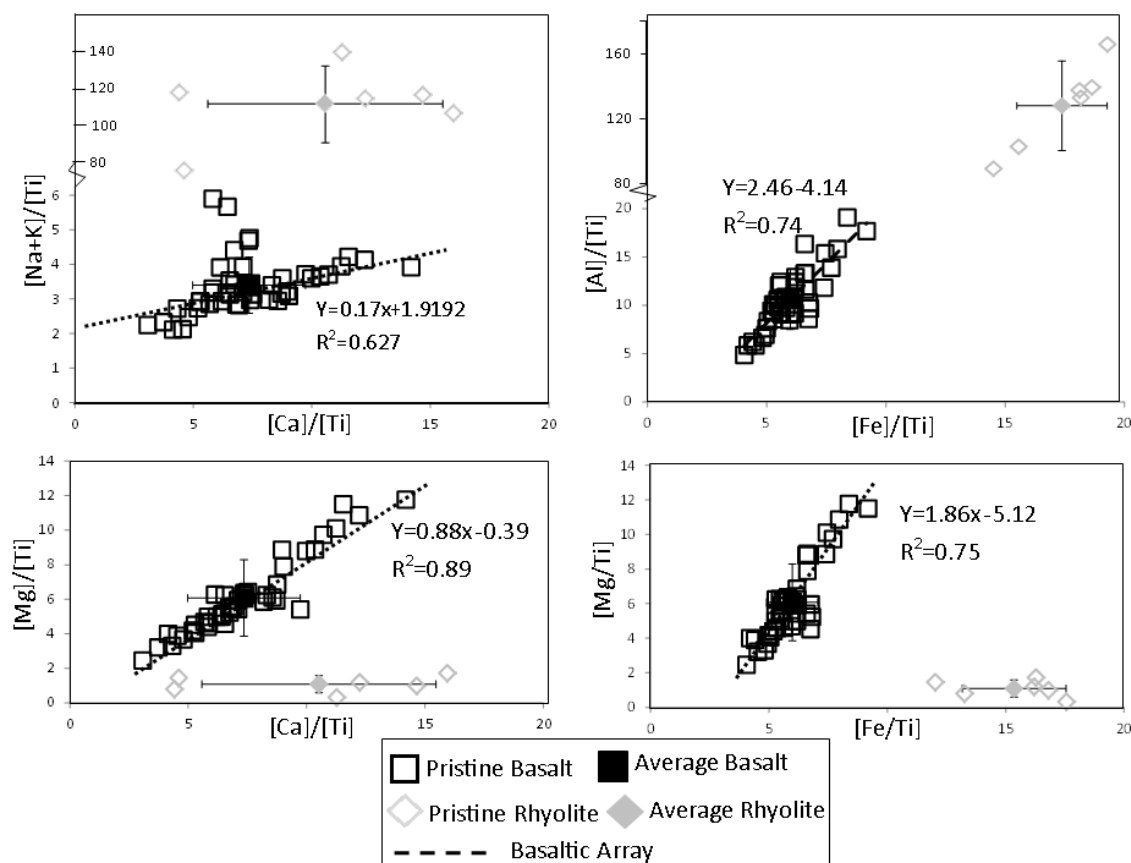 140
120
100
80
6
5
4
3
2
1
0
[Na+K]/[Ti]
Y=0.17x+1.9192
R²=0.627
0 5 10 15 20
[Ca]/[Ti]
160
130
80
20
15
10
5
0
[Al]/[Ti]
Y=2.46-4.14
R²=0.74
0 5 10 15 20
[Fe]/[Ti]
14
12
10
8
6
4
2
0
[Mg]/[Ti]
Y=0.88x-0.39
R²=0.89
0 5 10 15 20
[Ca]/[Ti]
14
12
10
8
6
4
2
0
[Mg/Ti]
Y=1.86x-5.12
R²=0.75
0 5 10 15 20
[Fe/Ti]
Pristine Basalt Average Basalt
Pristine Rhyolite Average Rhyolite
Basaltic Array